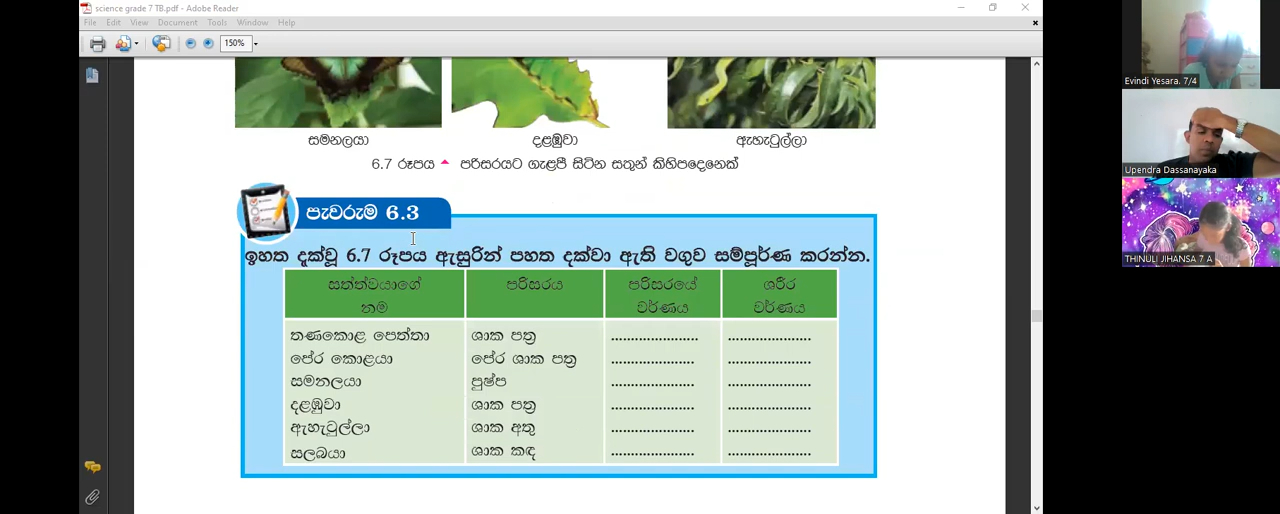 science grade 7 TB.pdf - Adobe Reader
File Edit View Document Tools Window Help
150%
සමනලයා දළඹුවා ඇහැටුල්ලා
6.7 රූපය ▲ පරිසරයට ගැළපී සිටින සතුන් කිහිපදෙනෙක්
පැවරුම 6.3
ඉහත දැක්වූ 6.7 රූපය ඇසුරින් පහත දක්වා ඇති වගුව සම්පූර්ණ කරන්න.
සත්ත්වයාගේ නම පරිසරය පරිසරයේ වර්ණය ශරීර වර්ණය
තණකොළ පෙත්තා ශාක පත්‍ර ...................... .....................
පේර කොළයා පේර ශාක පත්‍ර ..................... .....................
සමනලයා පුෂ්ප ..................... .....................
දළඹුවා ශාක පත්‍ර ..................... .....................
ඇහැටුල්ලා ශාක අතු ..................... .....................
සලබයා ශාක කඳ ..................... .....................
Evindi Yesara. 7/4
Upendra Dassanayaka
THINULI JIHANSA 7 A